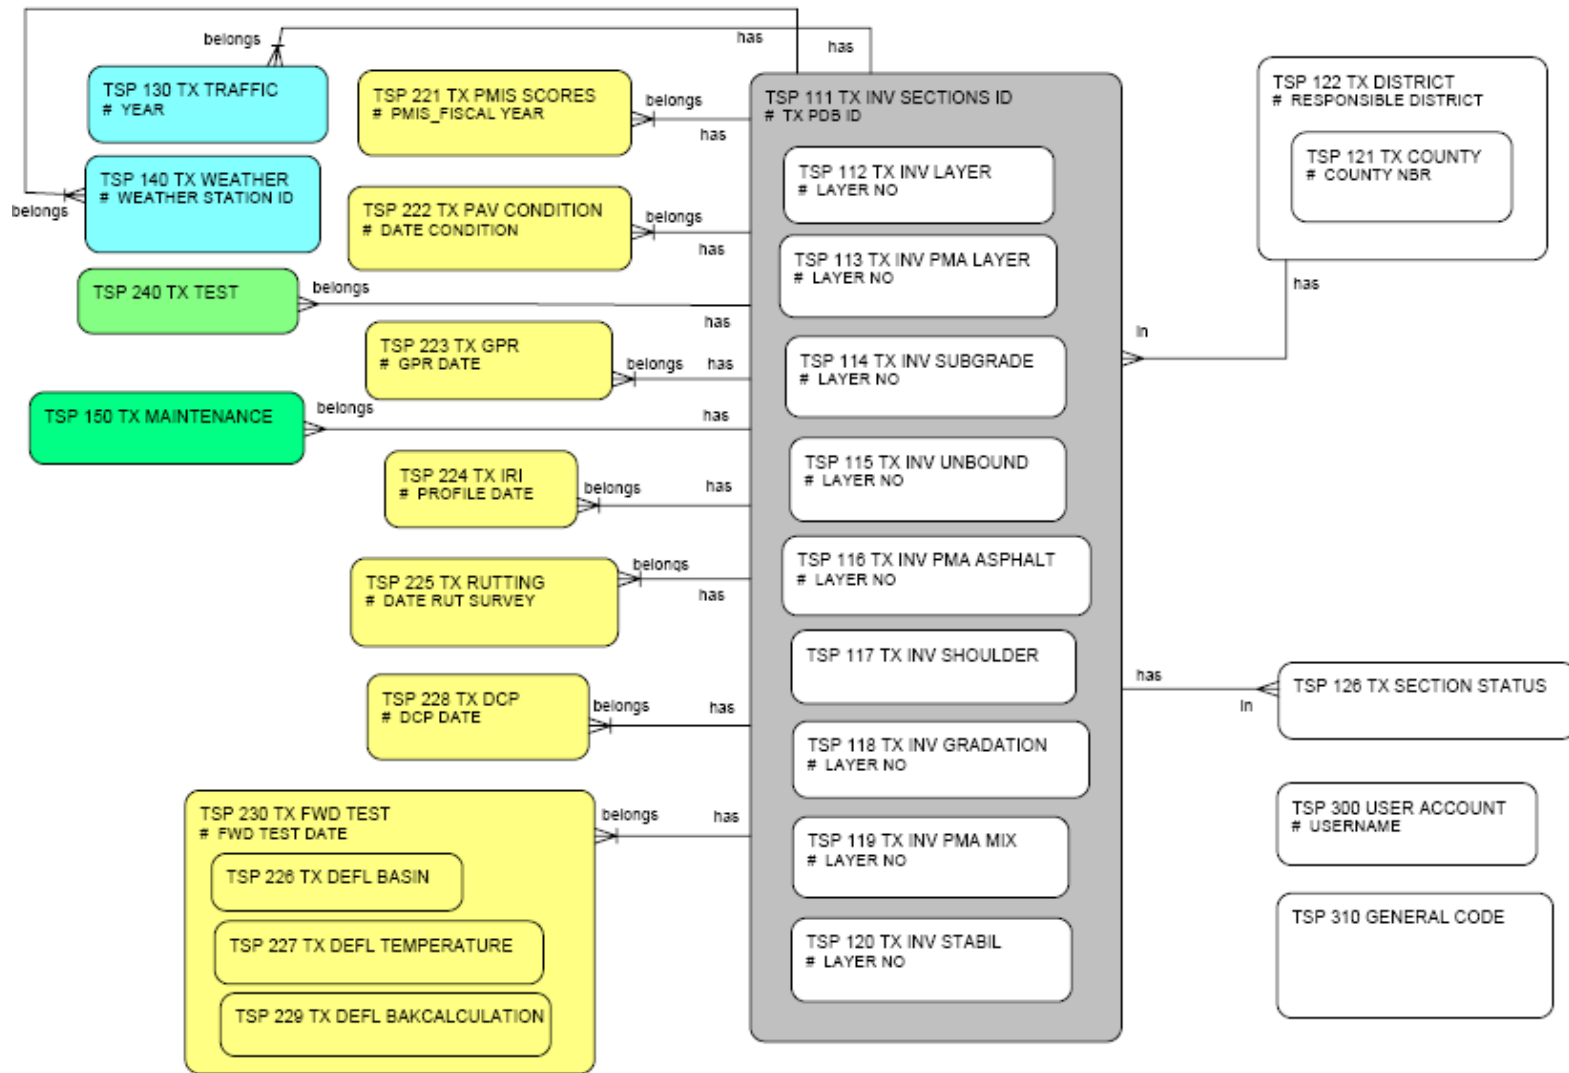 belongs
has
has
TSP 130 TX TRAFFIC
# YEAR
TSP 140 TX WEATHER
# WEATHER STATION ID
belongs
TSP 221 TX PMIS SCORES
# PMIS_FISCAL YEAR
belongs
has
TSP 222 TX PAV CONDITION
# DATE CONDITION
belongs
has
TSP 240 TX TEST
belongs
has
TSP 223 TX GPR
# GPR DATE
belongs
has
TSP 150 TX MAINTENANCE
belongs
has
TSP 224 TX IRI
# PROFILE DATE
belongs
has
TSP 225 TX RUTTING
# DATE RUT SURVEY
belongs
has
TSP 228 TX DCP
# DCP DATE
belongs
has
TSP 230 TX FWD TEST
# FWD TEST DATE
belongs
has
TSP 226 TX DEFL BASIN
TSP 227 TX DEFL TEMPERATURE
TSP 229 TX DEFL BAKCALCULATION
TSP 111 TX INV SECTIONS ID
# TX PDB ID
TSP 112 TX INV LAYER
# LAYER NO
TSP 113 TX INV PMA LAYER
# LAYER NO
TSP 114 TX INV SUBGRADE
# LAYER NO
TSP 115 TX INV UNBOUND
# LAYER NO
TSP 116 TX INV PMA ASPHALT
# LAYER NO
TSP 117 TX INV SHOULDER
TSP 118 TX INV GRADATION
# LAYER NO
TSP 119 TX INV PMA MIX
# LAYER NO
TSP 120 TX INV STABIL
# LAYER NO
TSP 122 TX DISTRICT
# RESPONSIBLE DISTRICT
TSP 121 TX COUNTY
# COUNTY NBR
has
in
has
in
TSP 126 TX SECTION STATUS
TSP 300 USER ACCOUNT
# USERNAME
TSP 310 GENERAL CODE